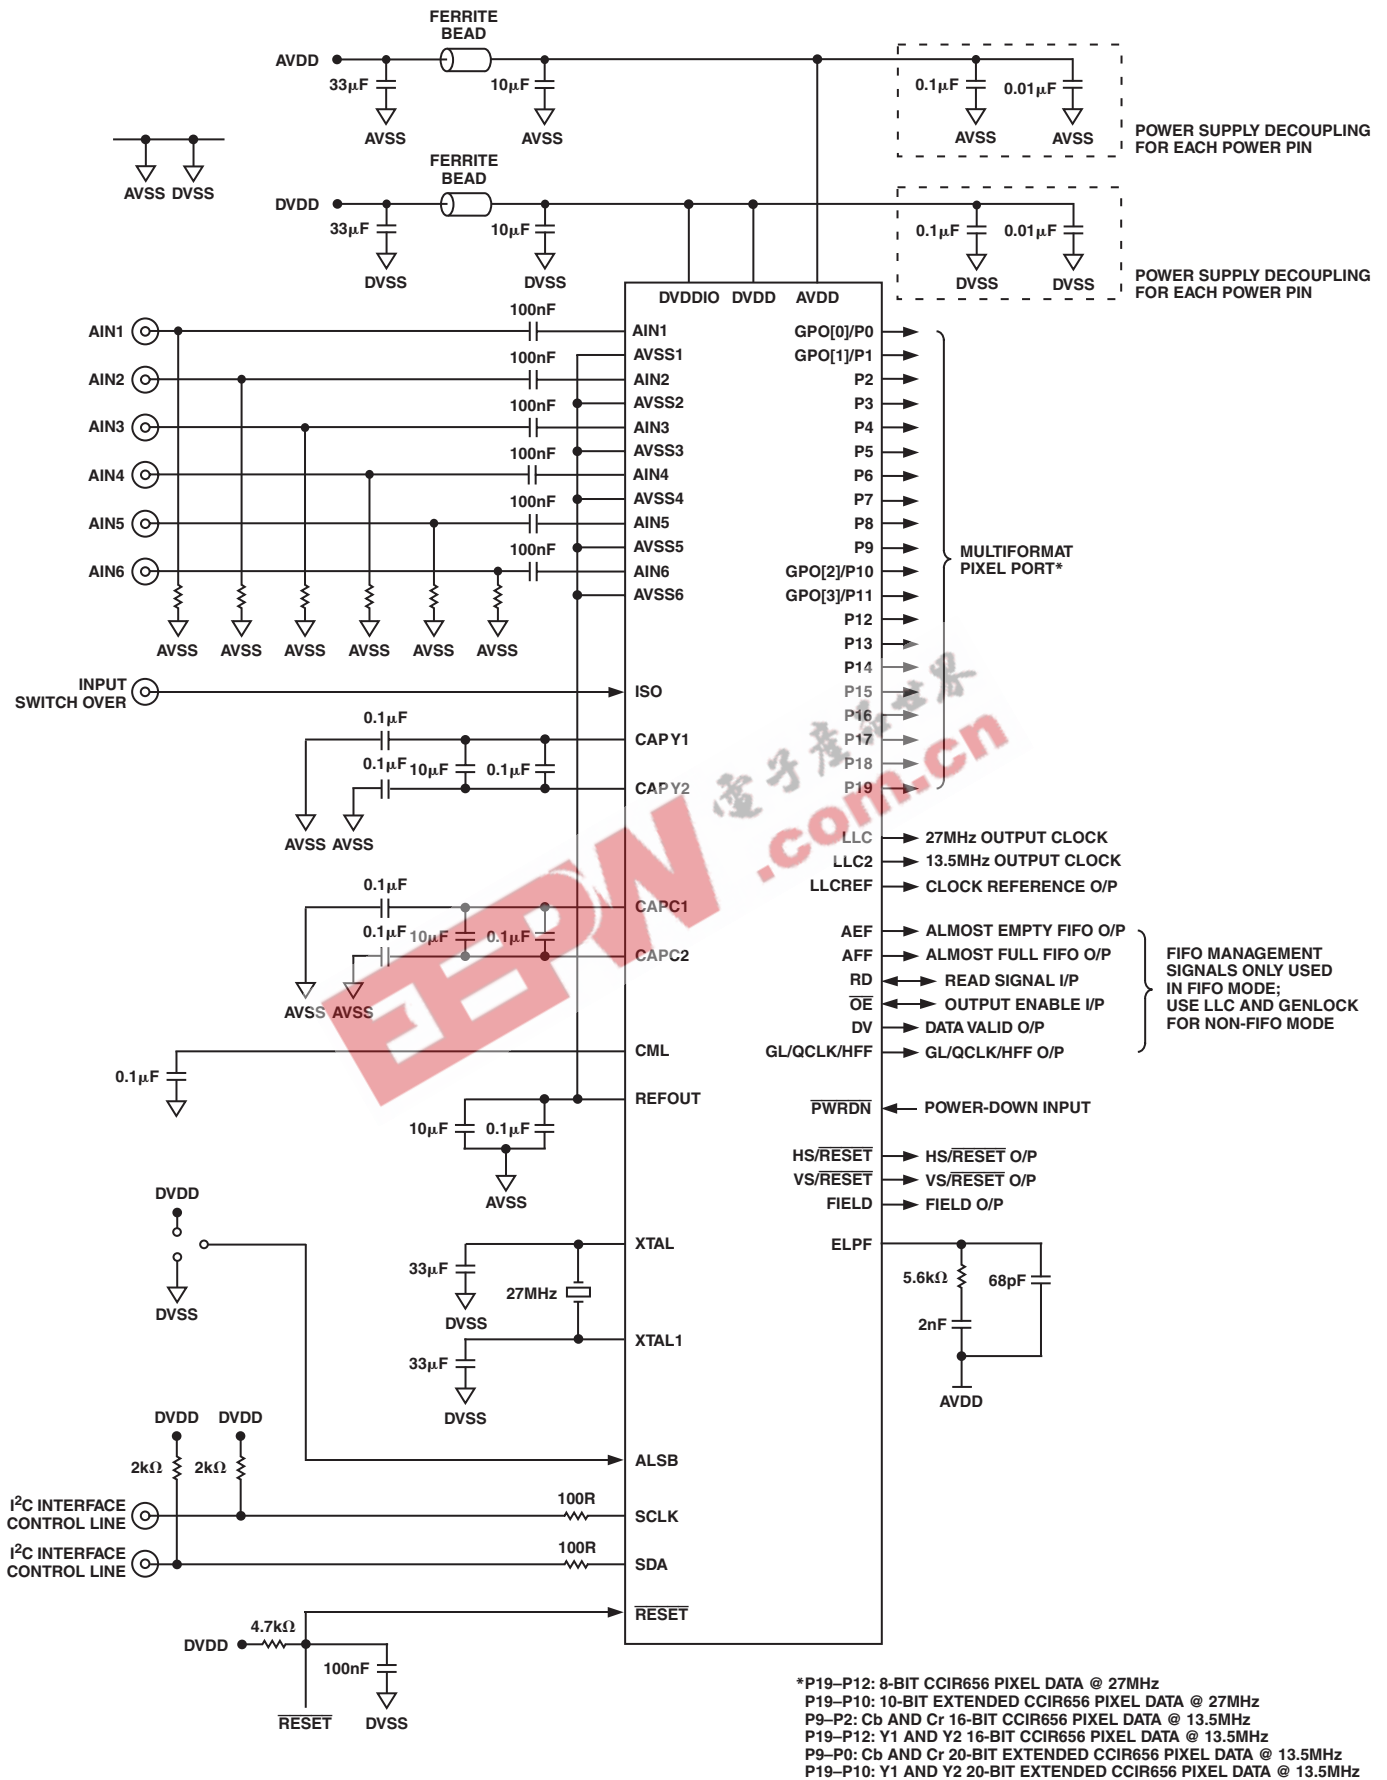 FERRITE
BEAD
AVDD
33µF
10µF
0.1µF
0.01µF
AVSS
AVSS
AVSS
AVSS
POWER SUPPLY DECOUPLING
FOR EACH POWER PIN
AVSS DVSS
FERRITE
BEAD
DVDD
33µF
10µF
0.1µF
0.01µF
DVSS
DVSS
DVSS
DVSS
POWER SUPPLY DECOUPLING
FOR EACH POWER PIN
DVDDIO DVDD AVDD
AIN1
100nF
AIN1
AVSS1
AIN2
100nF
AIN2
AVSS2
AIN3
100nF
AIN3
AVSS3
AIN4
100nF
AIN4
AVSS4
AIN5
100nF
AIN5
AVSS5
AIN6
100nF
AIN6
AVSS6
AVSS AVSS AVSS AVSS AVSS AVSS
GPO[0]/P0
GPO[1]/P1
P2
P3
P4
P5
P6
P7
P8
P9
GPO[2]/P10
GPO[3]/P11
P12
P13
P14
P15
P16
P17
P18
P19
MULTIFORMAT
PIXEL PORT*
INPUT
SWITCH OVER
ISO
0.1µF
CAPY1
0.1µF
10µF
0.1µF
CAPY2
AVSS AVSS
0.1µF
CAPC1
0.1µF
10µF
0.1µF
CAPC2
AVSS AVSS
電子產品世界
EEPW
.com.cn
LLC
27MHz OUTPUT CLOCK
LLC2
13.5MHz OUTPUT CLOCK
LLCREF
CLOCK REFERENCE O/P
AEF
ALMOST EMPTY FIFO O/P
AFF
ALMOST FULL FIFO O/P
RD
READ SIGNAL I/P
OE
OUTPUT ENABLE I/P
DV
DATA VALID O/P
GL/QCLK/HFF
GL/QCLK/HFF O/P
FIFO MANAGEMENT
SIGNALS ONLY USED
IN FIFO MODE;
USE LLC AND GENLOCK
FOR NON-FIFO MODE
CML
0.1µF
REFOUT
10µF
0.1µF
AVSS
PWRDN
POWER-DOWN INPUT
HS/RESET
HS/RESET O/P
VS/RESET
VS/RESET O/P
FIELD
FIELD O/P
DVDD
DVSS
XTAL
33µF
DVSS
27MHz
XTAL1
33µF
DVSS
ELPF
5.6kΩ
68pF
2nF
AVDD
ALSB
DVDD DVDD
2kΩ
2kΩ
I2C INTERFACE
CONTROL LINE
100R
SCLK
I2C INTERFACE
CONTROL LINE
100R
SDA
RESET
4.7kΩ
DVDD
100nF
RESET
DVSS
*P19–P12: 8-BIT CCIR656 PIXEL DATA @ 27MHz
P19–P10: 10-BIT EXTENDED CCIR656 PIXEL DATA @ 27MHz
P9–P2: Cb AND Cr 16-BIT CCIR656 PIXEL DATA @ 13.5MHz
P19–P12: Y1 AND Y2 16-BIT CCIR656 PIXEL DATA @ 13.5MHz
P9–P0: Cb AND Cr 20-BIT EXTENDED CCIR656 PIXEL DATA @ 13.5MHz
P19–P10: Y1 AND Y2 20-BIT EXTENDED CCIR656 PIXEL DATA @ 13.5MHz